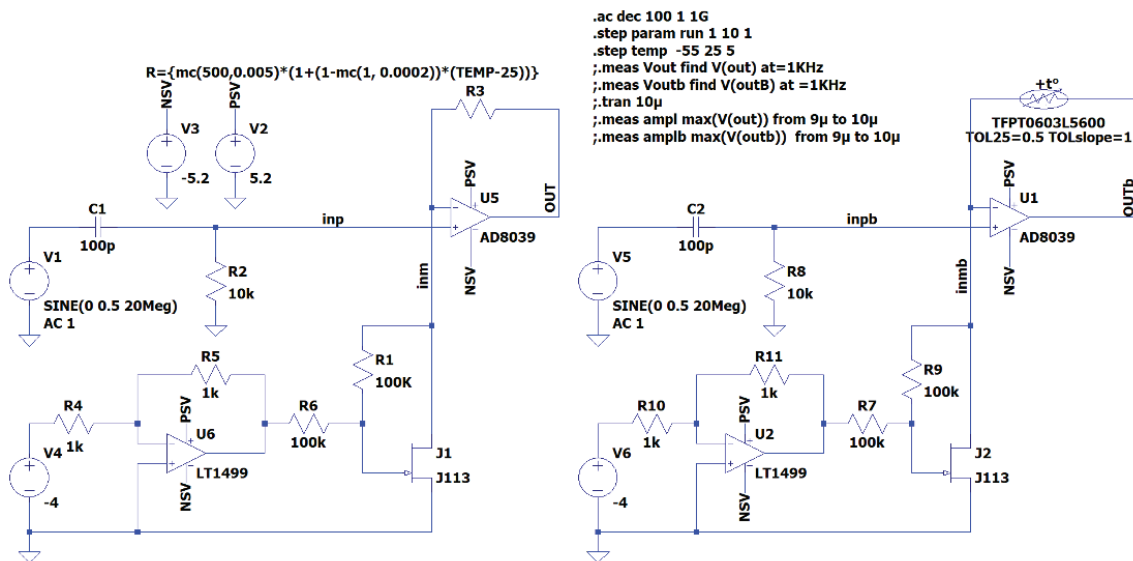 .ac dec 100 1 1G
.step param run 1 10 1
.step temp  -55 25 5
;.meas Vout find V(out) at=1KHz
;.meas Voutb find V(outB) at =1KHz
;.tran 10µ
;.meas ampl max(V(out)) from 9µ to 10µ
;.meas amplb max(V(outb))  from 9µ to 10µ
R={mc(500,0.005)*(1+(1-mc(1, 0.0002))*(TEMP-25))}
R3
NSV
V3
-5.2
PSV
V2
5.2
C1
100p
inp
V1
SINE(0 0.5 20Meg)
AC 1
R2
10k
PSV
U5
AD8039
NSV
OUT
inm
R1
100K
R5
1k
R4
1k
PSV
U6
LT1499
NSV
R6
100k
V4
-4
J1
J113
+t°
TFPT0603L5600
TOL25=0.5 TOLslope=1
C2
100p
inpb
V5
SINE(0 0.5 20Meg)
AC 1
R8
10k
PSV
U1
AD8039
NSV
OUTb
inmb
R9
100k
R11
1k
R10
1k
PSV
U2
LT1499
NSV
R7
100k
V6
-4
J2
J113